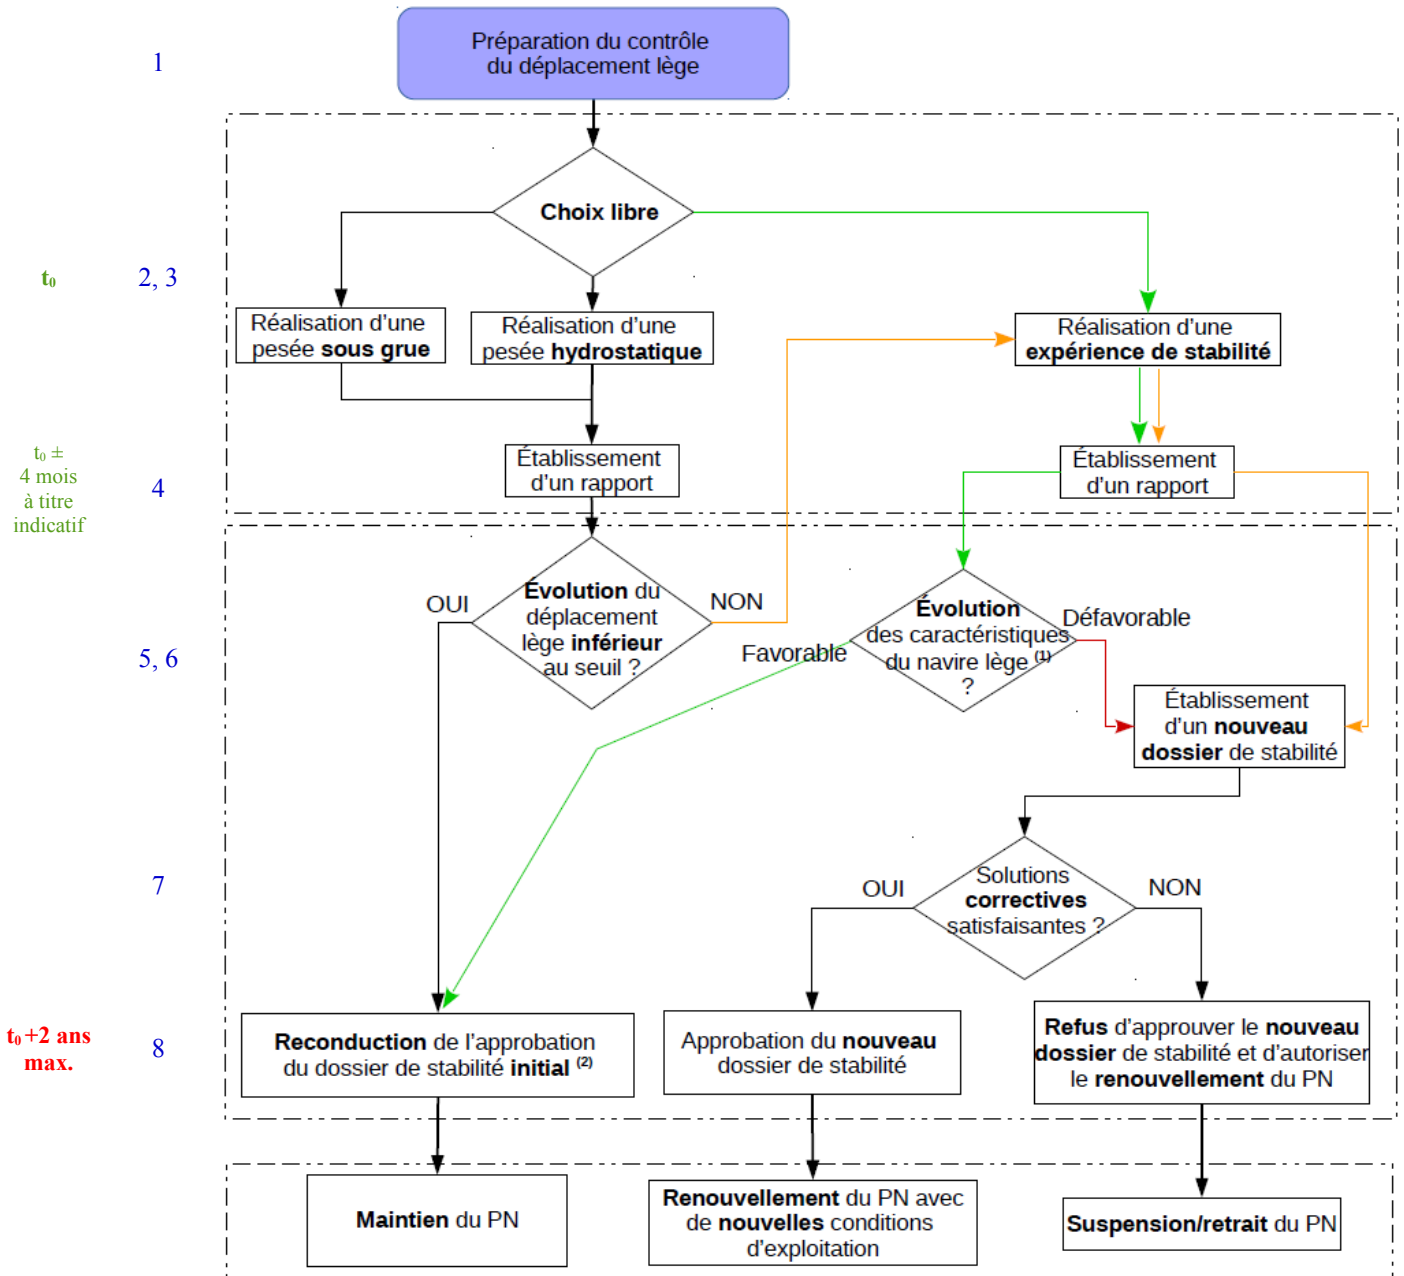 1
Préparation du contrôle
du déplacement lège
Choix libre
t₀
2, 3
Réalisation d’une
pesée sous grue
Réalisation d’une
pesée hydrostatique
Réalisation d’une
expérience de stabilité
t₀ ±
4 mois
à titre
indicatif
4
Établissement
d’un rapport
Établissement
d’un rapport
5, 6
OUI
Évolution du
déplacement
lège inférieur
au seuil ?
NON
Favorable
Évolution
des caractéristiques
du navire lège (1)
?
Défavorable
Établissement
d’un nouveau
dossier de stabilité
7
OUI
Solutions
correctives
satisfaisantes ?
NON
t₀+2 ans
max.
8
Reconduction de l’approbation
du dossier de stabilité initial (2)
Approbation du nouveau
dossier de stabilité
Refus d’approuver le nouveau
dossier de stabilité et d’autoriser
le renouvellement du PN
Maintien du PN
Renouvellement du PN avec
de nouvelles conditions
d’exploitation
Suspension/retrait du PN